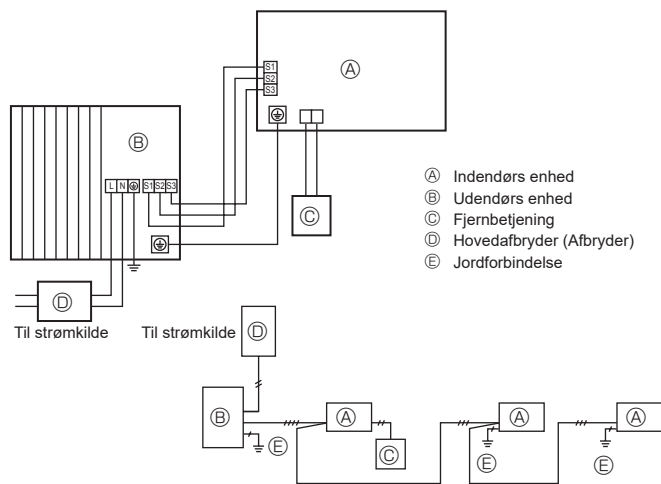 S1
S2
S3
Ⓐ
Ⓑ
L N S1 S2 S3
Ⓒ
Ⓓ
Til strømkilde
Ⓐ Indendørs enhed
Ⓑ Udendørs enhed
Ⓒ Fjernbetjening
Ⓓ Hovedafbryder (Afbryder)
Ⓔ Jordforbindelse
Til strømkilde
Ⓓ
Ⓑ
Ⓐ
Ⓐ
Ⓐ
Ⓔ
Ⓒ
Ⓔ
Ⓔ